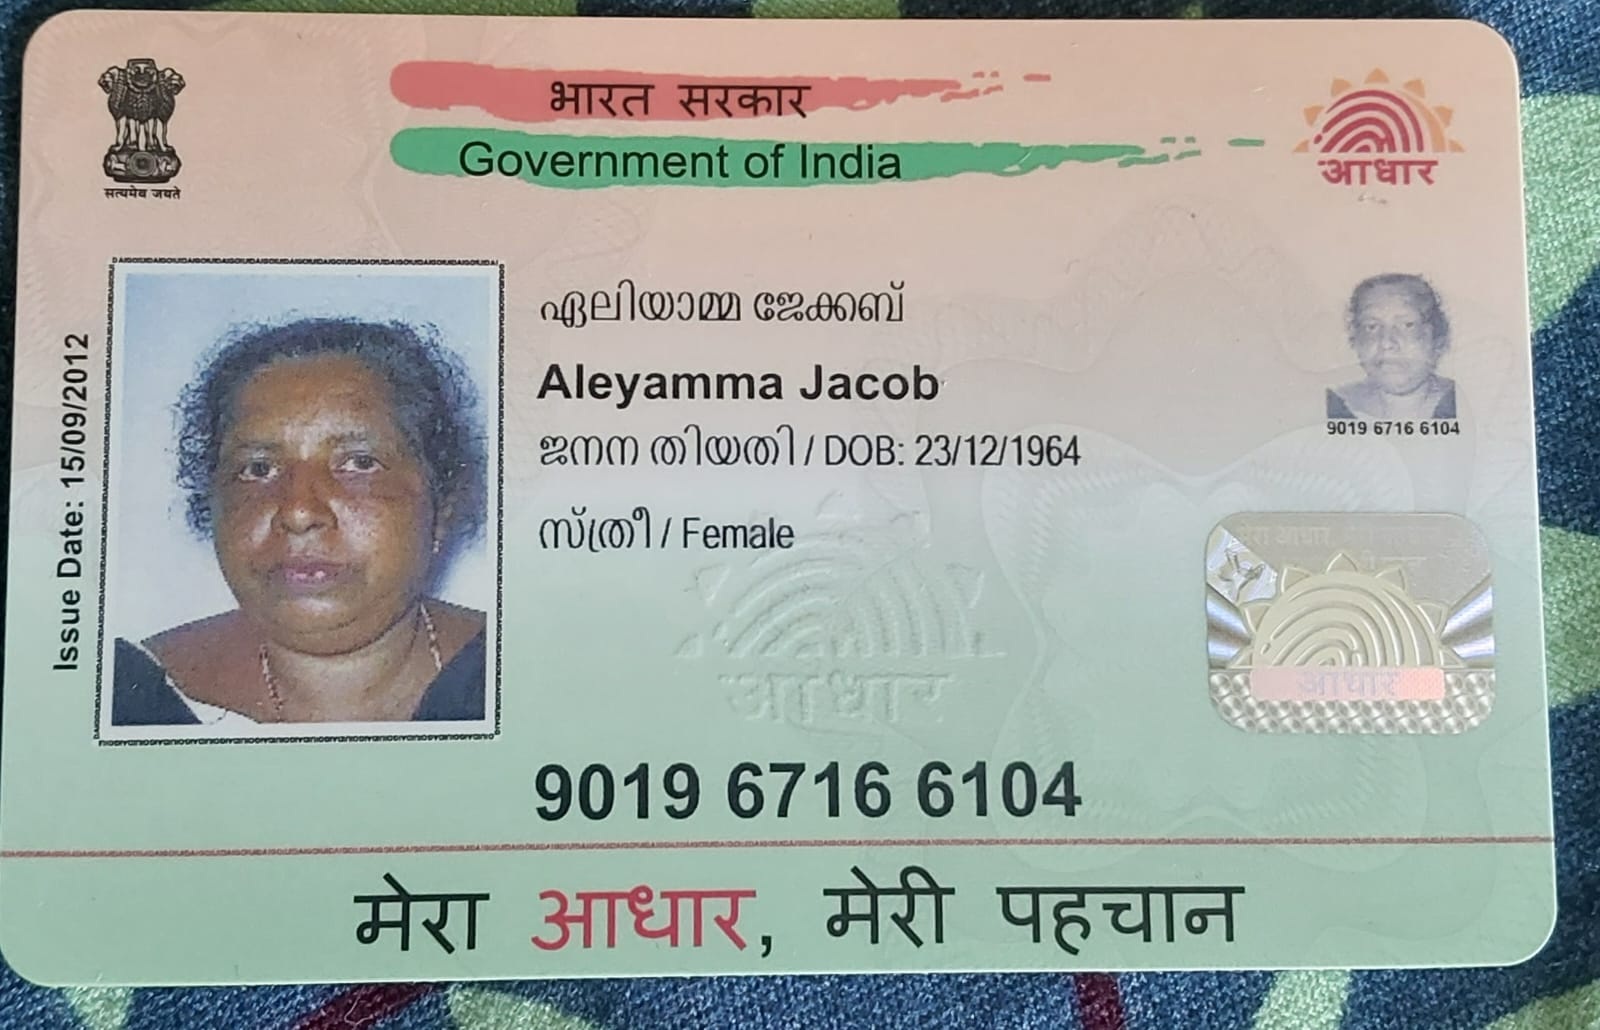 भारत सरकार
Government of India
सत्यमेव जयते
आधार
Issue Date: 15/09/2012
ഏലിയാമ്മ ജേക്കബ്
Aleyamma Jacob
ജനന തിയതി / DOB: 23/12/1964
സ്ത്രീ / Female
9019 6716 6104
आधार
आधार
9019 6716 6104
मेरा आधार, मेरी पहचान